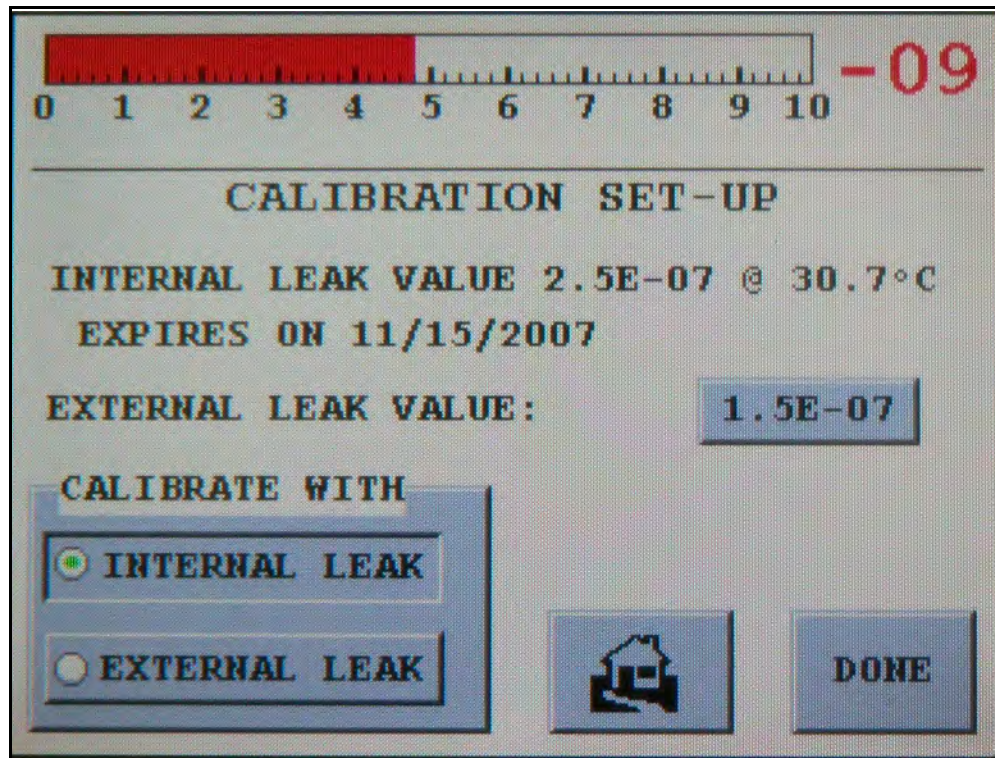 -09
0 1 2 3 4 5 6 7 8 9 10
CALIBRATION SET-UP
INTERNAL LEAK VALUE 2.5E-07 @ 30.7°C
EXPIRES ON 11/15/2007
EXTERNAL LEAK VALUE: 1.5E-07
CALIBRATE WITH
INTERNAL LEAK
EXTERNAL LEAK
DONE